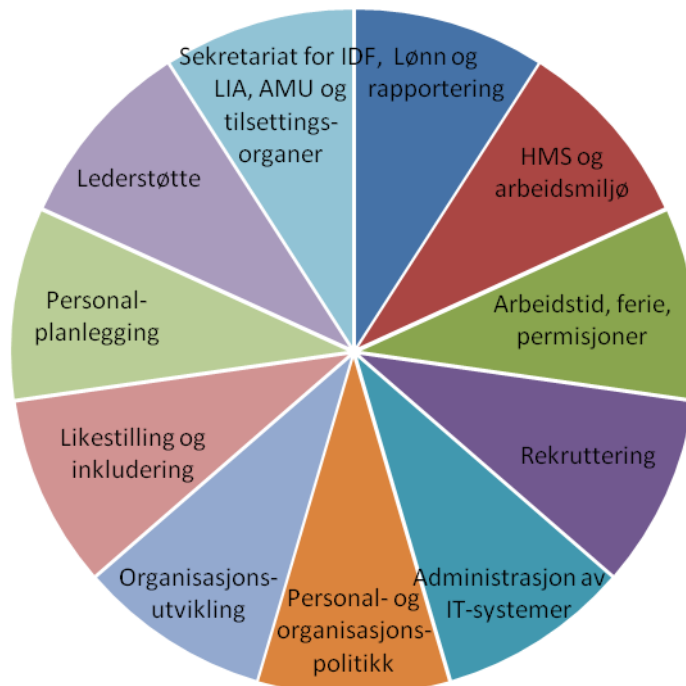 Sekretariat for IDF,
LIA, AMU og
tilsettings-
organer
Lønn og
rapportering
HMS og
arbeidsmiljø
Arbeidstid, ferie,
permisjoner
Rekruttering
Administrasjon av
IT-systemer
Personal- og
organisasjons-
politikk
Organisasjons-
utvikling
Likestilling og
inkludering
Personal-
planlegging
Lederstøtte